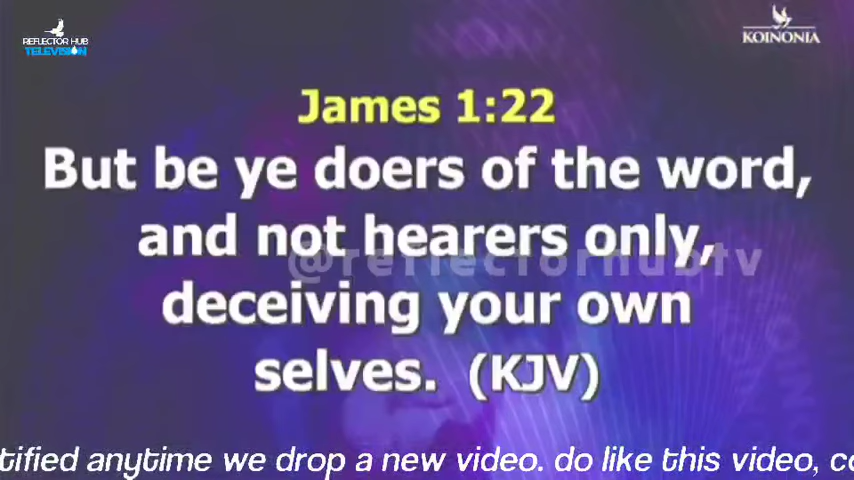 REFLECTOR HUB
TELEVISION
KOINONIA
James 1:22
But be ye doers of the word,
and not hearers only,
@reflectorhubtv
deceiving your own
selves. (KJV)
tified anytime we drop a new video. do like this video, co